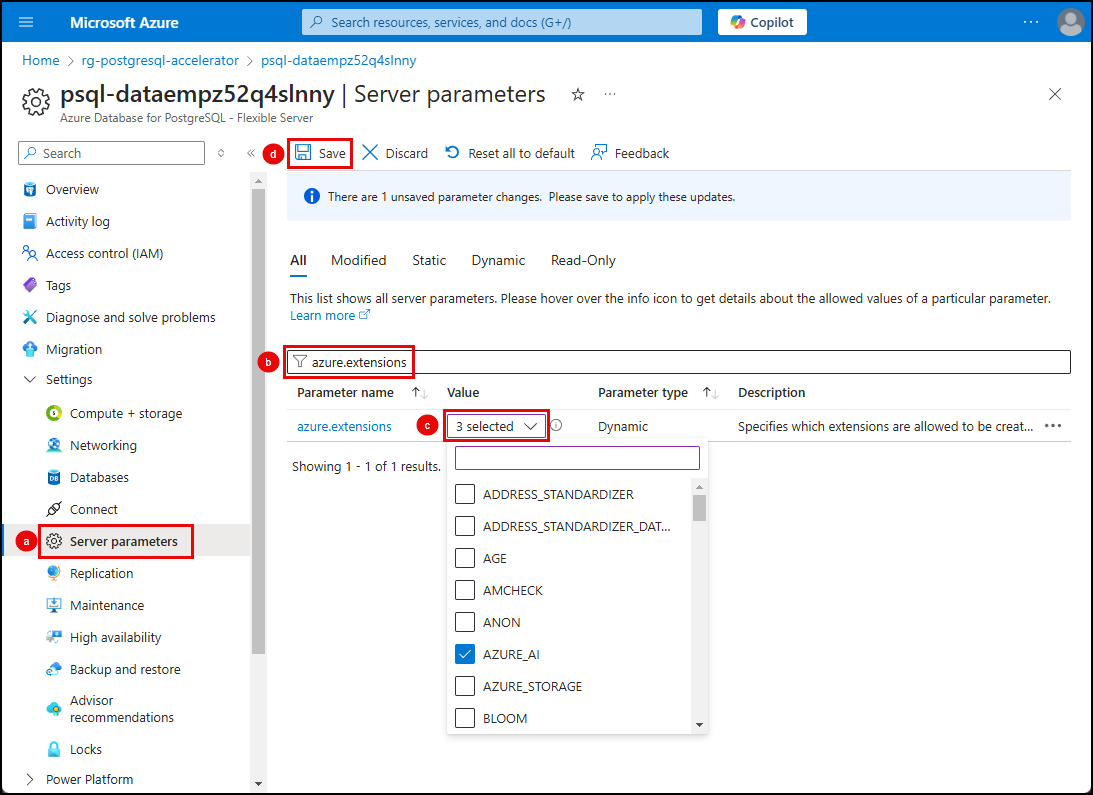 Microsoft Azure
Search resources, services, and docs (G+/)
Copilot
Home > rg-postgresql-accelerator > psql-dataempz52q4slnny
psql-dataempz52q4slnny | Server parameters
Azure Database for PostgreSQL - Flexible Server
Search
d Save Discard Reset all to default Feedback
There are 1 unsaved parameter changes. Please save to apply these updates.
Overview
Activity log
Access control (IAM)
Tags
Diagnose and solve problems
Migration
Settings
Compute + storage
Networking
Databases
Connect
a Server parameters
Replication
Maintenance
High availability
Backup and restore
Advisor
recommendations
Locks
Power Platform
All Modified Static Dynamic Read-Only
This list shows all server parameters. Please hover over the info icon to get details about the allowed values of a particular parameter.
Learn more
b azure.extensions
Parameter name Value Parameter type Description
azure.extensions c 3 selected Dynamic Specifies which extensions are allowed to be creat...
Showing 1 - 1 of 1 results.
ADDRESS_STANDARDIZER
ADDRESS_STANDARDIZER_DAT...
AGE
AMCHECK
ANON
AZURE_AI
AZURE_STORAGE
BLOOM